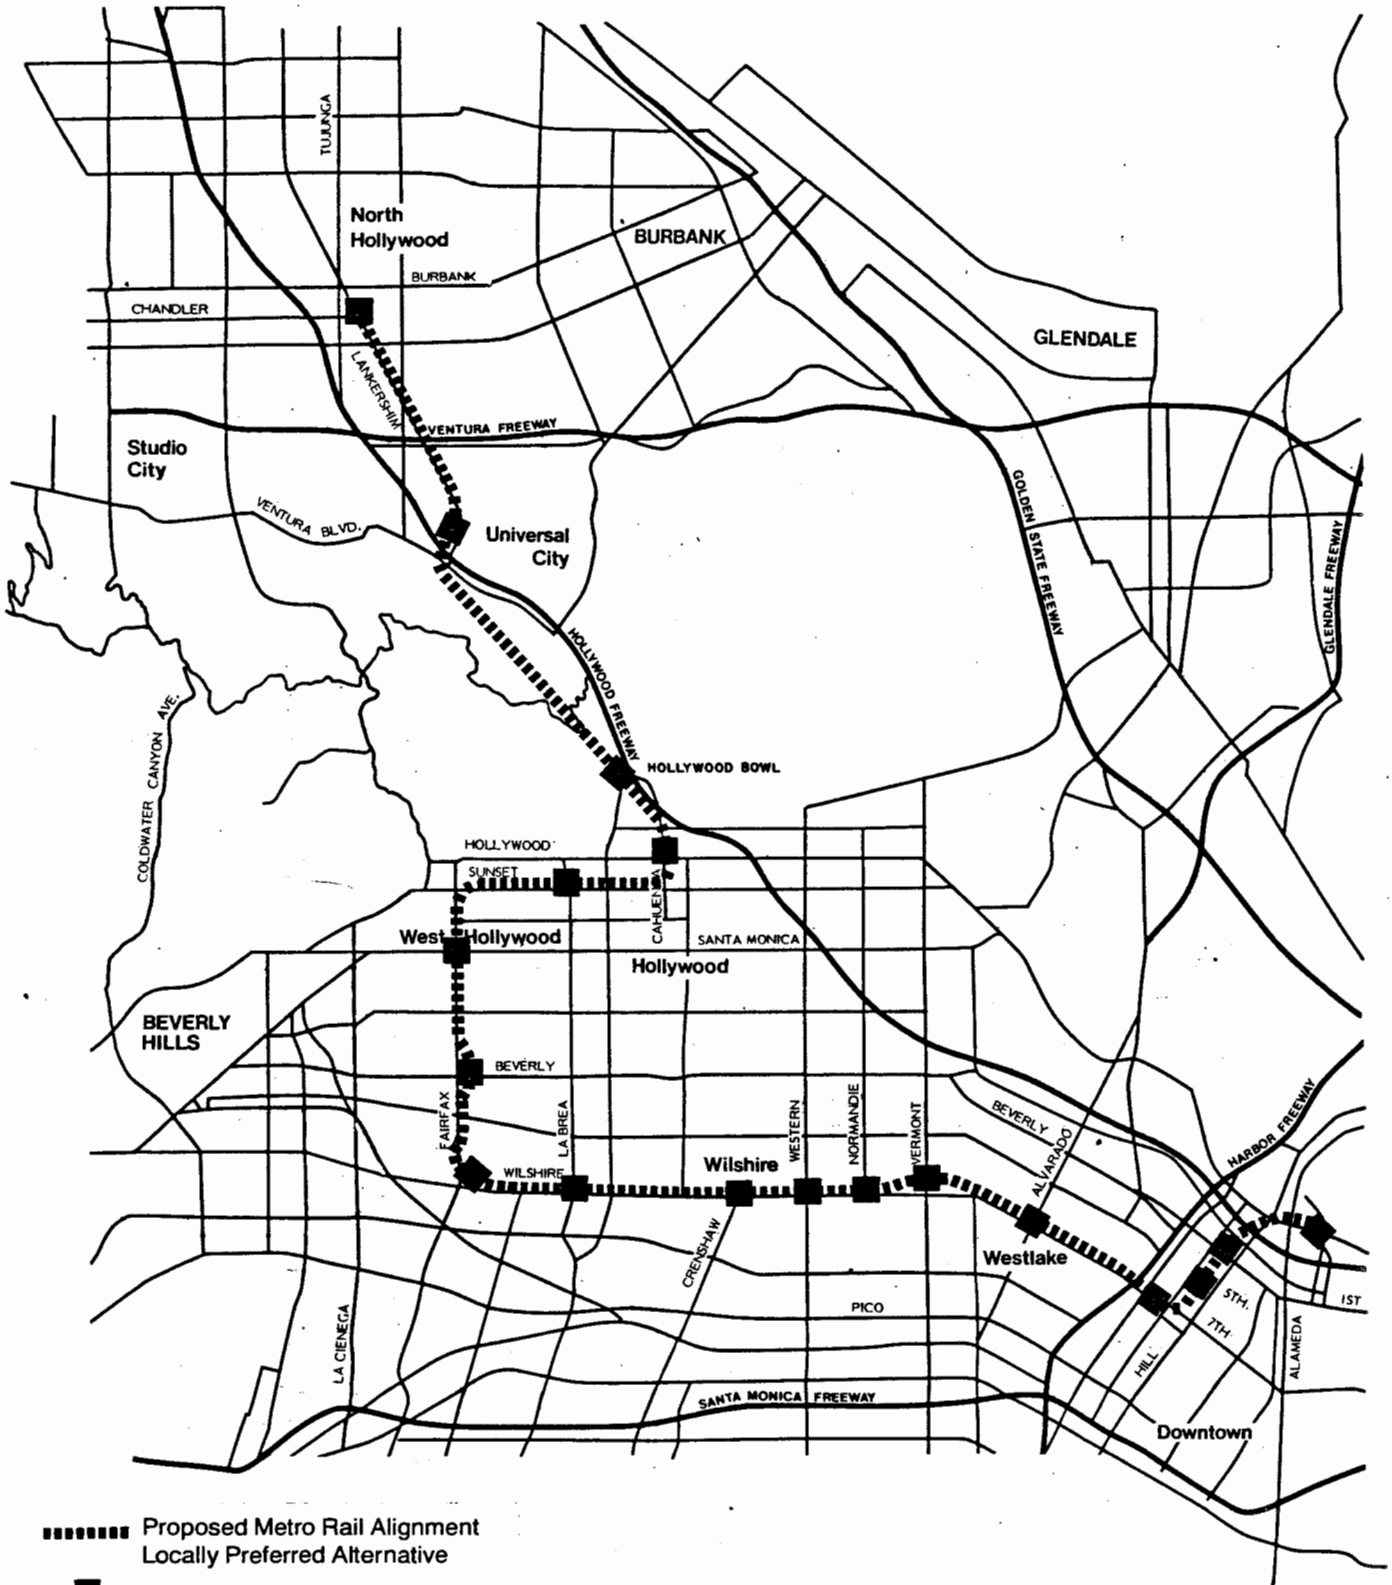 TUJUNGA
North
Hollywood
BURBANK
BURBANK
CHANDLER
GLENDALE
LANKERSHIM
VENTURA FREEWAY
Studio
City
VENTURA BLVD.
Universal
City
GOLDEN STATE FREEWAY
GLENDALE FREEWAY
HOLLYWOOD FREEWAY
COLDWATER CANYON AVE.
HOLLYWOOD BOWL
HOLLYWOOD
SUNSET
CAHUENGA
West Hollywood
SANTA MONICA
Hollywood
BEVERLY
HILLS
BEVERLY
FAIRFAX
LA BREA
WESTERN
NORMANDIE
VERMONT
BEVERLY
ALVARADO
HARBOR FREEWAY
WILSHIRE
Wilshire
CRENSHAW
Westlake
LA CIENEGA
PICO
5TH.
7TH
1ST
HILL
ALAMEDA
SANTA MONICA FREEWAY
Downtown
Proposed Metro Rail Alignment
Locally Preferred Alternative